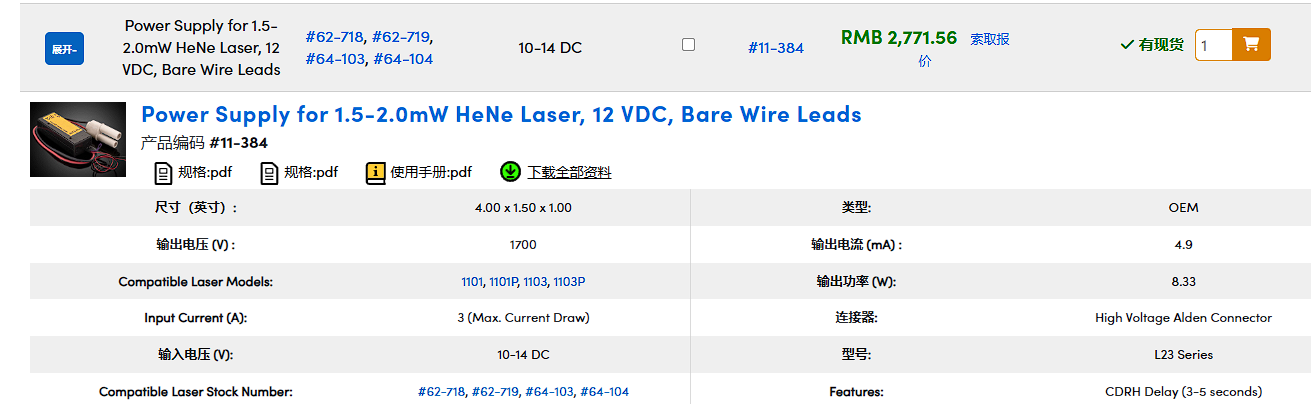 展开-
Power Supply for 1.5-
2.0mW HeNe Laser, 12
VDC, Bare Wire Leads
#62-718, #62-719,
#64-103, #64-104
10-14 DC
#11-384
RMB 2,771.56 索取报
价
有现货
1
Power Supply for 1.5-2.0mW HeNe Laser, 12 VDC, Bare Wire Leads
产品编码 #11-384
规格:pdf 规格:pdf 使用手册:pdf 下载全部资料
尺寸（英寸）: 4.00 x 1.50 x 1.00 类型: OEM
输出电压 (V) : 1700 输出电流 (mA) : 4.9
Compatible Laser Models: 1101, 1101P, 1103, 1103P 输出功率 (W): 8.33
Input Current (A): 3 (Max. Current Draw) 连接器: High Voltage Alden Connector
输入电压 (V): 10-14 DC 型号: L23 Series
Compatible Laser Stock Number: #62-718, #62-719, #64-103, #64-104 Features: CDRH Delay (3-5 seconds)